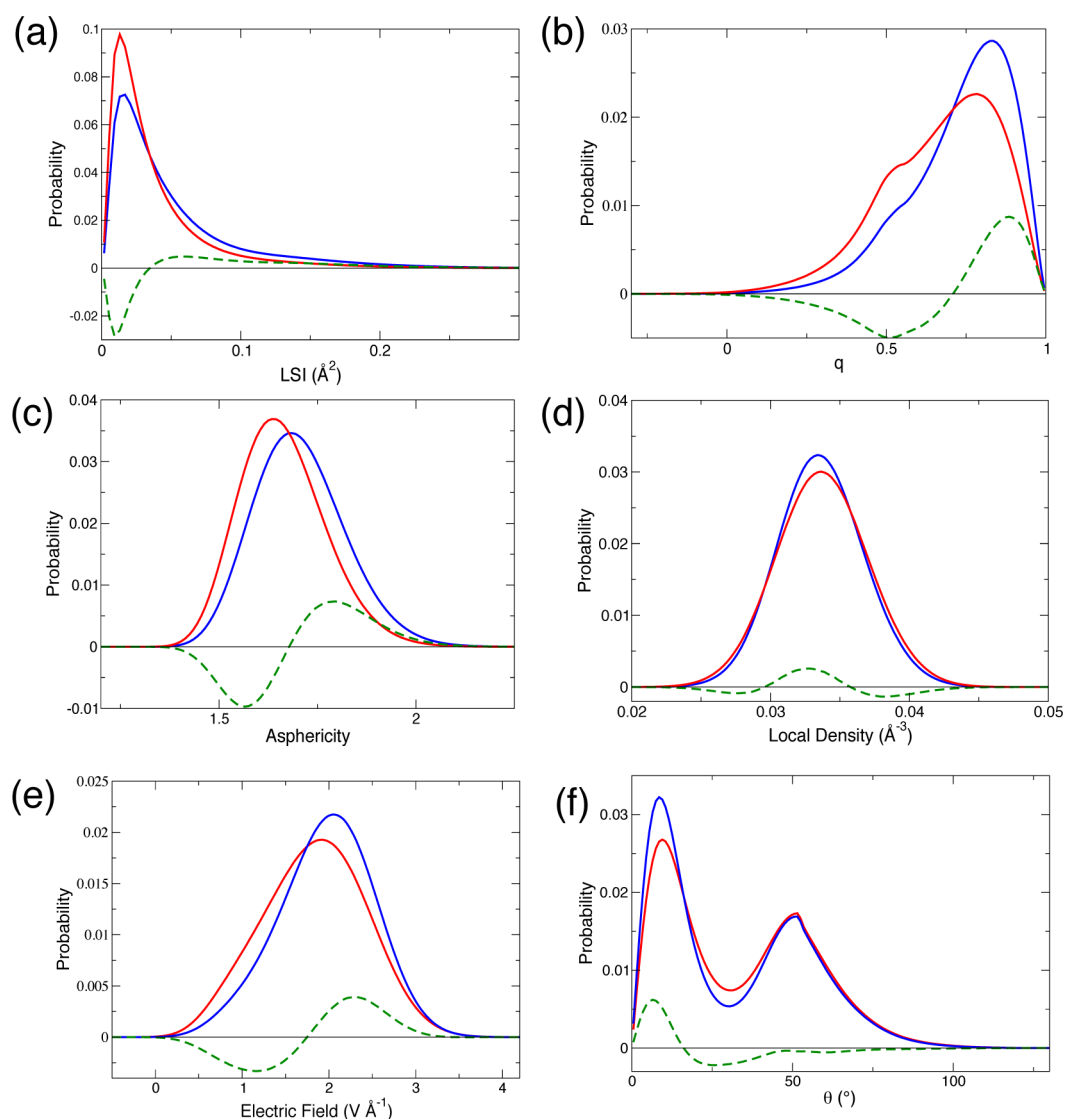 (a)
0.1
0.08
0.06
0.04
0.02
0
-0.02
Probability
0
0.1
0.2
LSI (Å²)
(b)
0.03
0.02
0.01
0
Probability
0
0.5
1
q
(c)
0.04
0.03
0.02
0.01
0
-0.01
Probability
1.5
2
Asphericity
(d)
0.04
0.03
0.02
0.01
0
Probability
0.02
0.03
0.04
0.05
Local Density (Å⁻³)
(e)
0.025
0.02
0.015
0.01
0.005
0
Probability
0
1
2
3
4
Electric Field (V Å⁻¹)
(f)
0.03
0.02
0.01
0
Probability
0
50
100
θ (°)